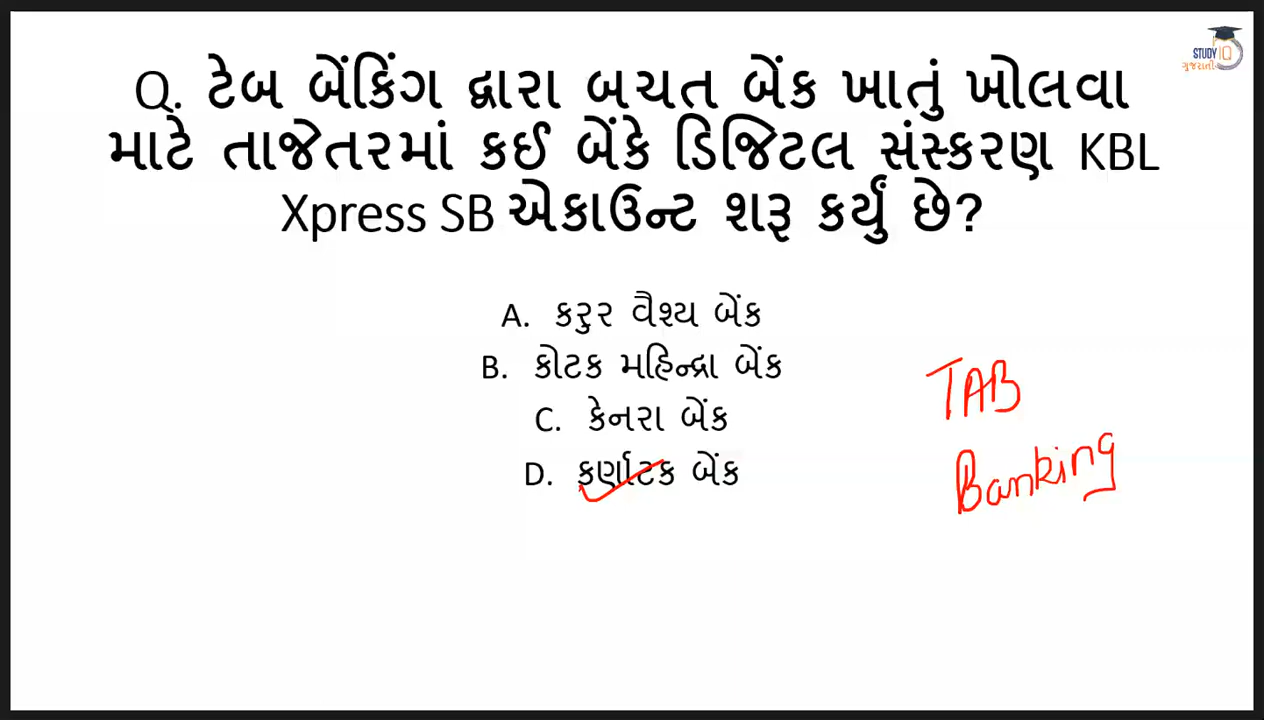 STUDY IQ
ગુજરાતી
Q. ટેબ બેંકિંગ દ્વારા બચત બેંક ખાતું ખોલવા
માટે તાજેતરમાં કઈ બેંકે ડિજિટલ સંસ્કરણ KBL
Xpress SB એકાઉન્ટ શરૂ કર્યું છે?
A. કરુર વૈશ્ય બેંક
B. કોટક મહિન્દ્રા બેંક
C. કેનરા બેંક
D. કર્ણાટક બેંક
TAB
Banking